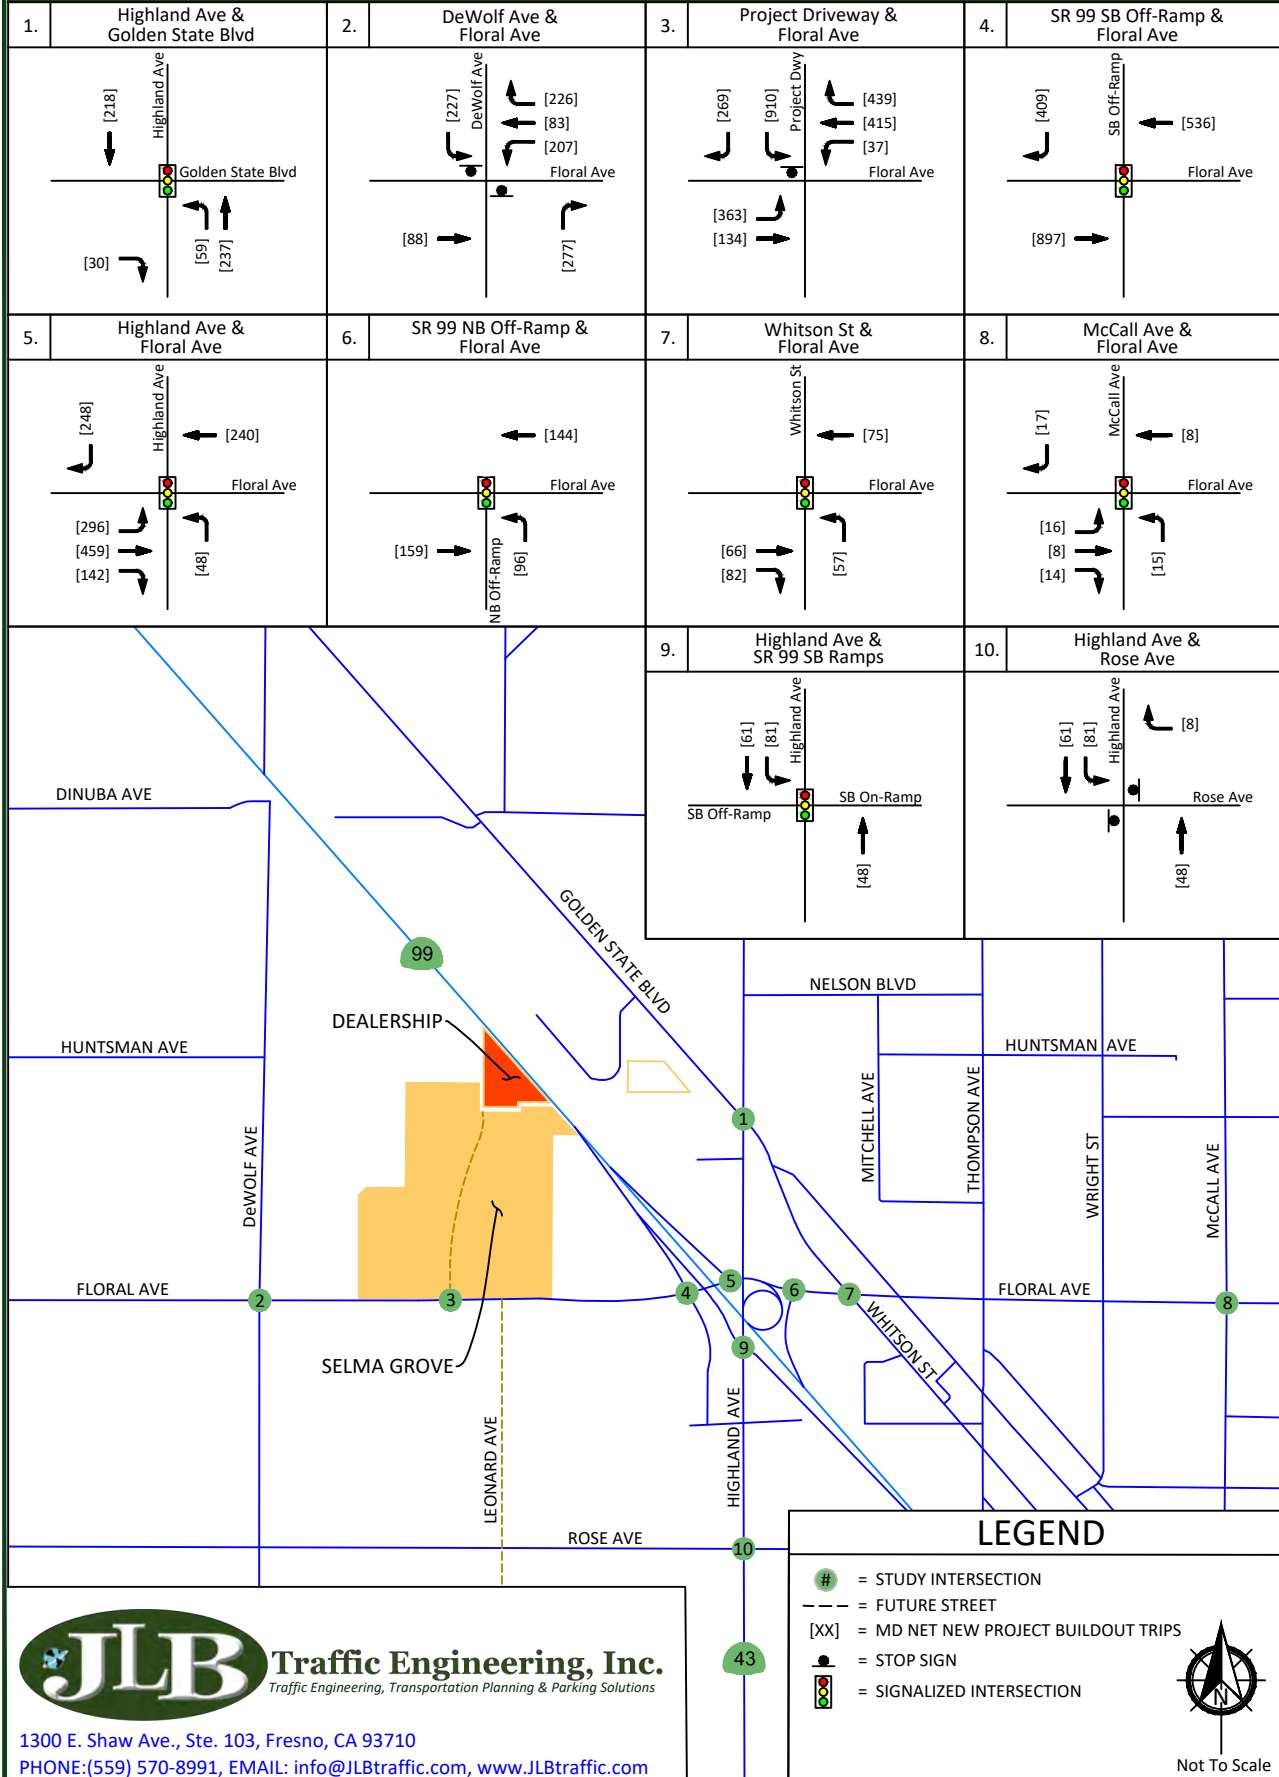 1.
Highland Ave &
Golden State Blvd
[218]
Highland Ave
Golden State Blvd
[30]
[59]
[237]
2.
DeWolf Ave &
Floral Ave
[227]
DeWolf Ave
[226]
[83]
[207]
Floral Ave
[88]
[277]
3.
Project Driveway &
Floral Ave
[269]
[910]
Project Dwy
[439]
[415]
[37]
Floral Ave
[363]
[134]
4.
SR 99 SB Off-Ramp &
Floral Ave
[409]
SB Off-Ramp
[536]
Floral Ave
[897]
5.
Highland Ave &
Floral Ave
[248]
Highland Ave
[240]
Floral Ave
[296]
[459]
[142]
[48]
6.
SR 99 NB Off-Ramp &
Floral Ave
[144]
Floral Ave
[159]
NB Off-Ramp
[96]
7.
Whitson St &
Floral Ave
Whitson St
[75]
Floral Ave
[66]
[82]
[57]
8.
McCall Ave &
Floral Ave
[17]
McCall Ave
[8]
Floral Ave
[16]
[8]
[14]
[15]
9.
Highland Ave &
SR 99 SB Ramps
[61]
[81]
Highland Ave
SB On-Ramp
SB Off-Ramp
[48]
10.
Highland Ave &
Rose Ave
[61]
[81]
Highland Ave
[8]
Rose Ave
[48]
DINUBA AVE
GOLDEN STATE BLVD
99
NELSON BLVD
DEALERSHIP
HUNTSMAN AVE
HUNTSMAN AVE
1
MITCHELL AVE
THOMPSON AVE
WRIGHT ST
McCALL AVE
DeWOLF AVE
FLORAL AVE
2
3
4
5
6
7
FLORAL AVE
8
WHITSON ST
9
SELMA GROVE
LEONARD AVE
HIGHLAND AVE
ROSE AVE
10
43
LEGEND
# = STUDY INTERSECTION
= FUTURE STREET
[XX] = MD NET NEW PROJECT BUILDOUT TRIPS
= STOP SIGN
= SIGNALIZED INTERSECTION
N
Not To Scale
JLB Traffic Engineering, Inc.
Traffic Engineering, Transportation Planning & Parking Solutions
1300 E. Shaw Ave., Ste. 103, Fresno, CA 93710
PHONE:(559) 570-8991, EMAIL: info@JLBtraffic.com, www.JLBtraffic.com